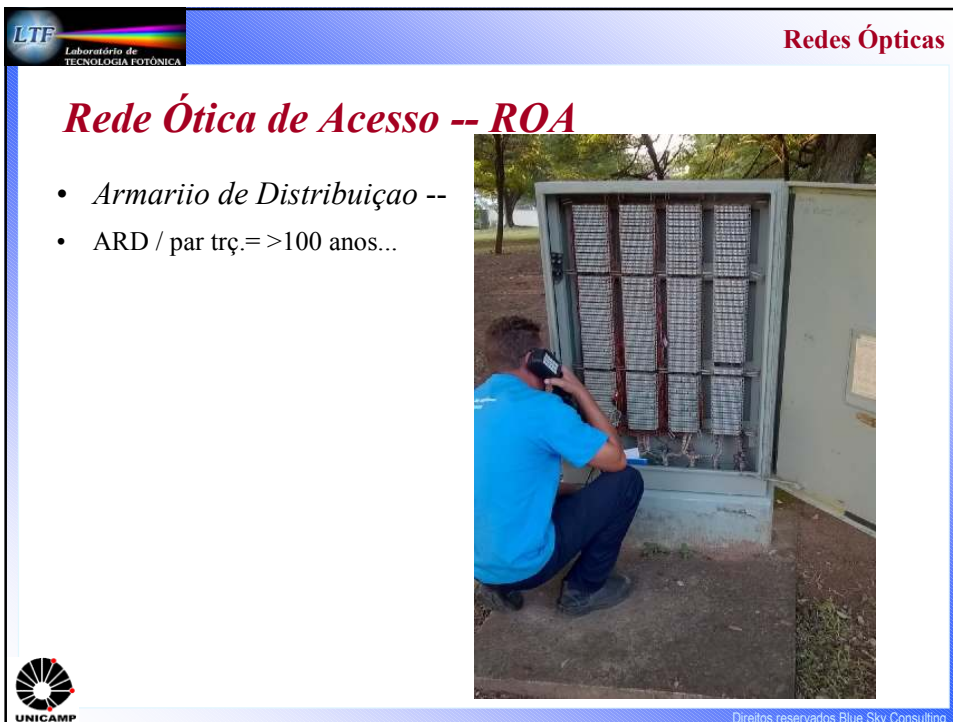 LTF
Laboratório de
TECNOLOGIA FOTÔNICA
Redes Ópticas
Rede Ótica de Acesso -- ROA
• Armariio de Distribuiçao --
• ARD / par trç.= >100 anos...
UNICAMP
Direitos reservados Blue Sky Consulting